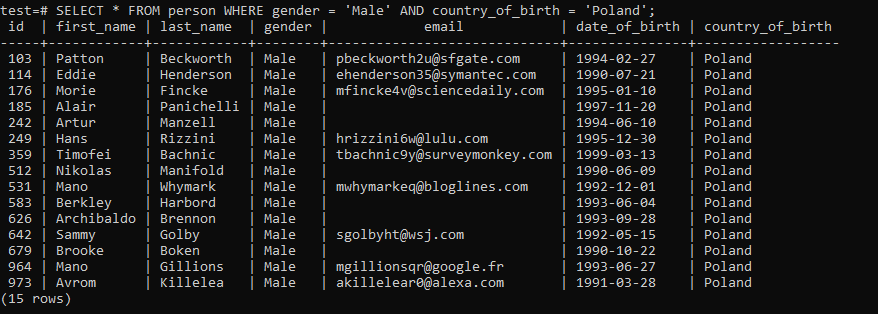 test=# SELECT * FROM person WHERE gender = 'Male' AND country_of_birth = 'Poland';
 id  | first_name | last_name  | gender |          email           | date_of_birth | country_of_birth
-----+------------+------------+--------+--------------------------+---------------+------------------
 103 | Patton     | Beckworth  | Male   | pbeckworth2u@sfgate.com  | 1994-02-27    | Poland
 114 | Eddie      | Henderson  | Male   | ehenderson35@symantec.com | 1990-07-21    | Poland
 176 | Morie      | Fincke     | Male   | mfincke4v@sciencedaily.com | 1995-01-10    | Poland
 185 | Alair      | Panichelli | Male   |                          | 1997-11-20    | Poland
 242 | Artur      | Manzell    | Male   |                          | 1994-06-10    | Poland
 249 | Hans       | Rizzini    | Male   | hrizzini6w@lulu.com      | 1995-12-30    | Poland
 359 | Timofei    | Bachnic    | Male   | tbachnic9y@surveymonkey.com | 1999-03-13    | Poland
 512 | Nikolas    | Manifold   | Male   |                          | 1990-06-09    | Poland
 531 | Mano       | Whymark    | Male   | mwhymarkeq@bloglines.com | 1992-12-01    | Poland
 583 | Berkley    | Harbord    | Male   |                          | 1993-06-04    | Poland
 626 | Archibaldo | Brennon    | Male   |                          | 1993-09-28    | Poland
 642 | Sammy      | Golby      | Male   | sgolbyht@wsj.com         | 1992-05-15    | Poland
 679 | Brooke     | Boken      | Male   |                          | 1990-10-22    | Poland
 964 | Mano       | Gillions   | Male   | mgillionsqr@google.fr    | 1993-06-27    | Poland
 973 | Avrom      | Killelea   | Male   | akillelear0@alexa.com    | 1991-03-28    | Poland
(15 rows)